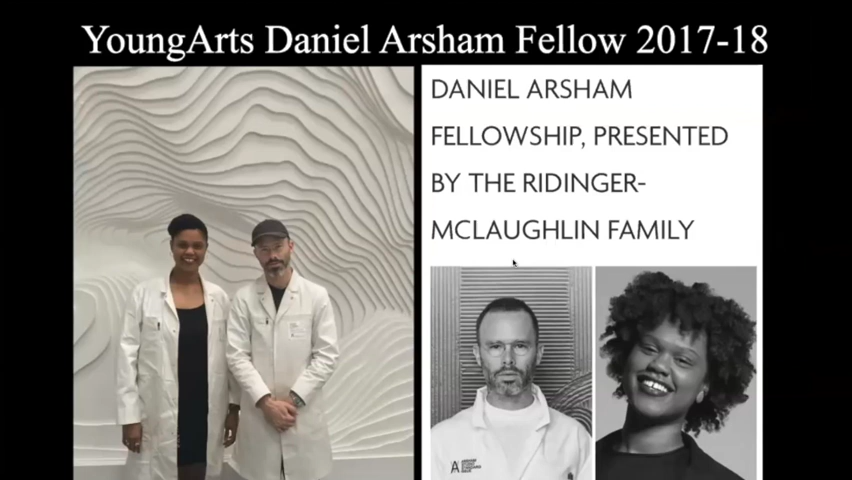 YoungArts Daniel Arsham Fellow 2017-18
DANIEL ARSHAM
FELLOWSHIP, PRESENTED
BY THE RIDINGER-
MCLAUGHLIN FAMILY